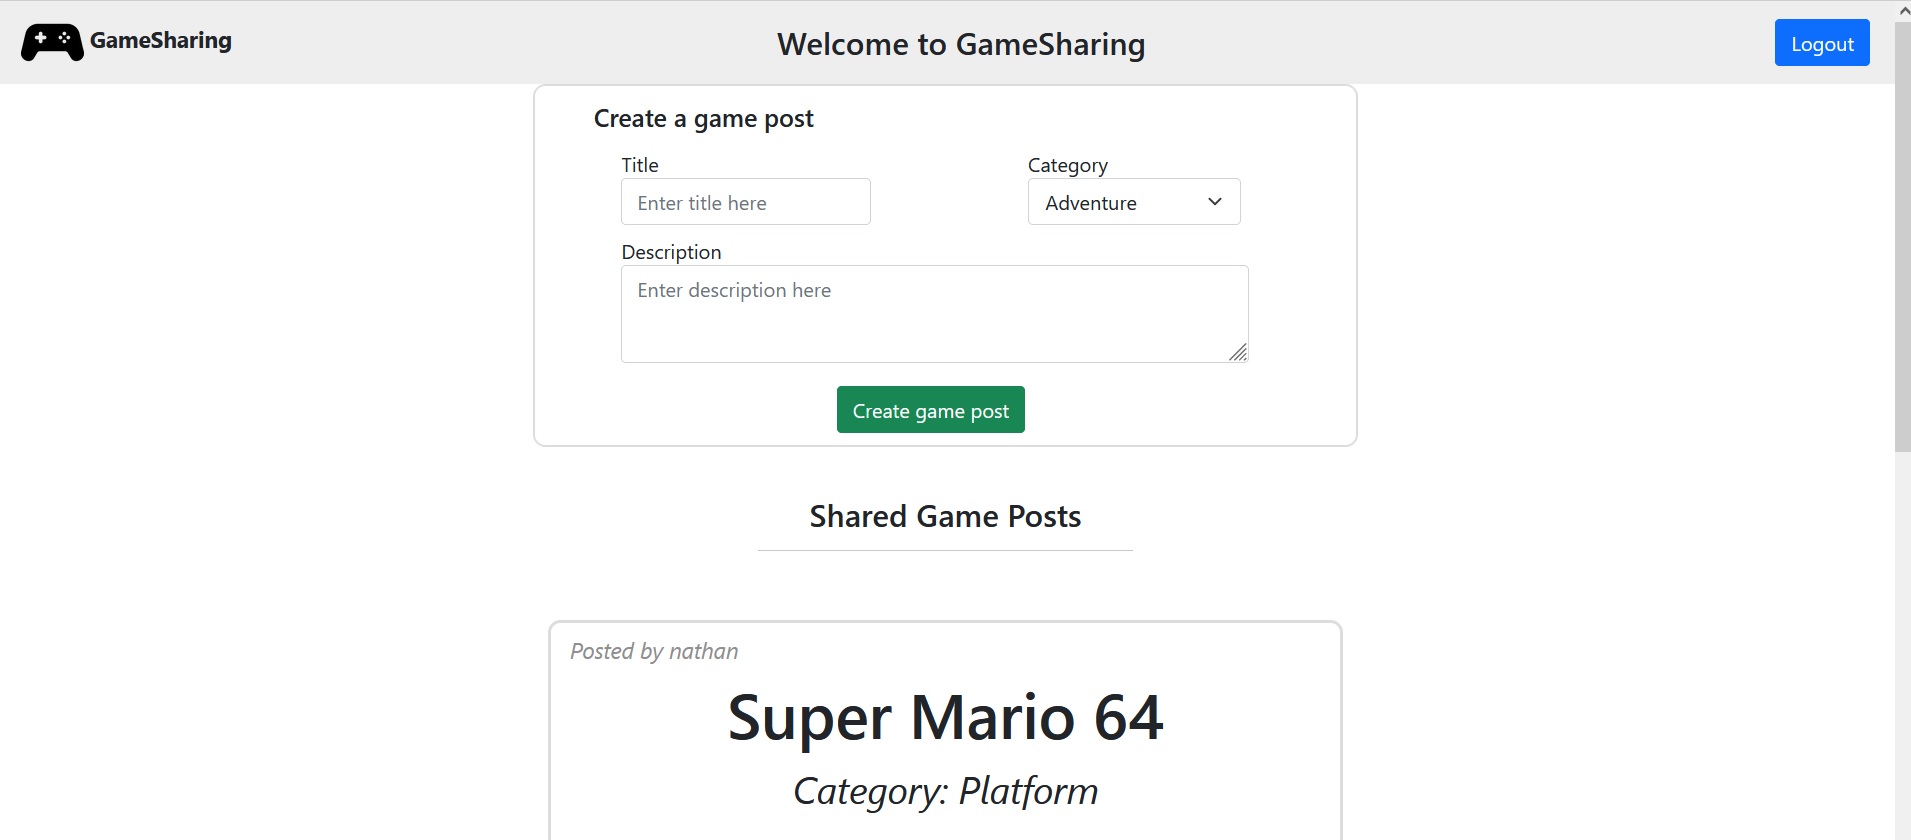 GameSharing
Welcome to GameSharing
Logout
Create a game post
Title
Category
Enter title here
Adventure
Description
Enter description here
Create game post
Shared Game Posts
Posted by nathan
Super Mario 64
Category: Platform